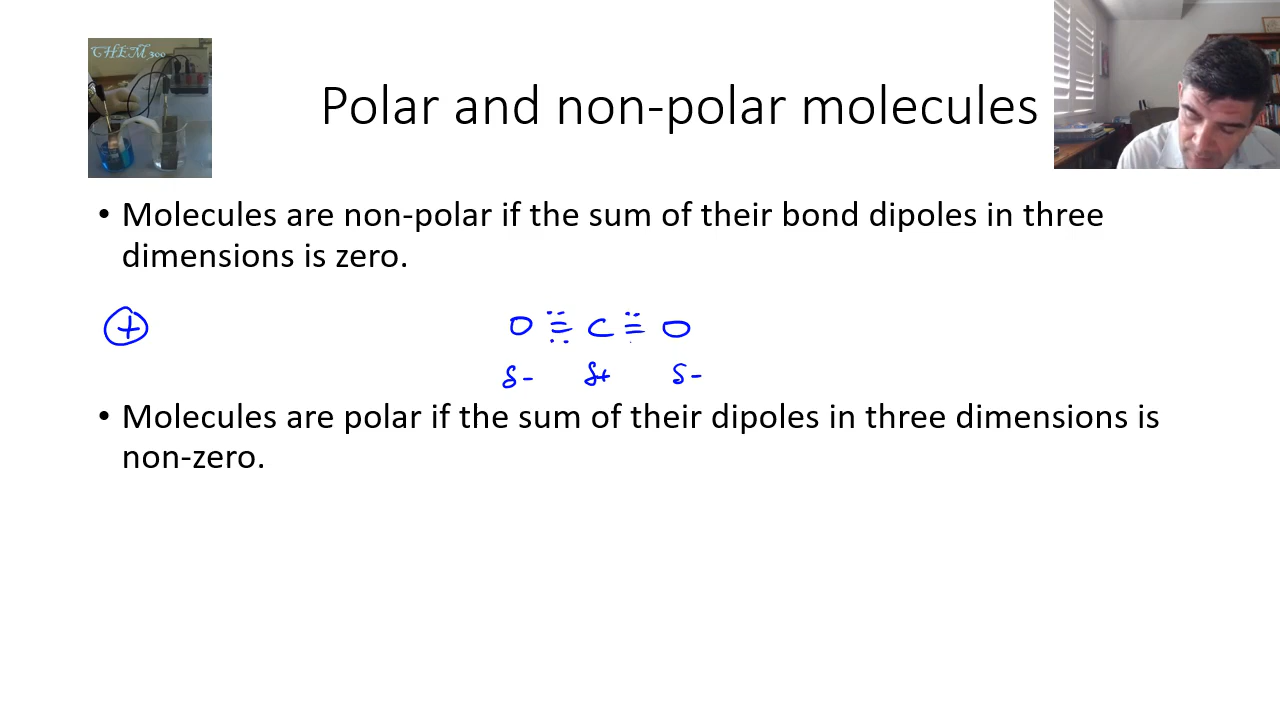 CHEM300
Polar and non-polar molecules
• Molecules are non-polar if the sum of their bond dipoles in three
dimensions is zero.
+ O C O
δ- δ+ δ-
• Molecules are polar if the sum of their dipoles in three dimensions is
non-zero.